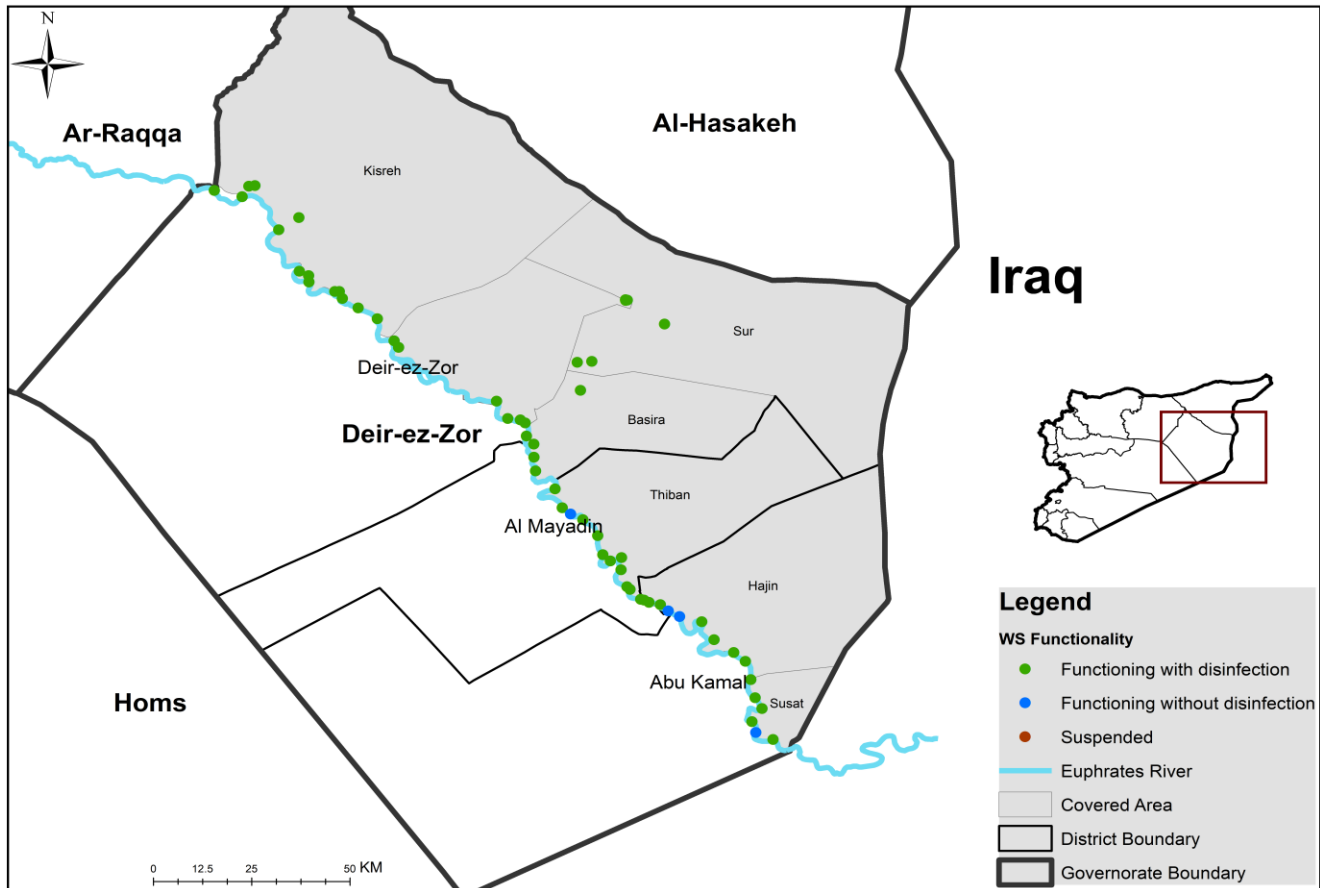 N
Ar-Raqqa
Al-Hasakeh
Kisreh
Iraq
Sur
Deir-ez-Zor
Deir-ez-Zor
Basira
Thiban
Al Mayadin
Hajin
Abu Kamal
Susat
Homs
0 12.5 25 50 KM
Legend
WS Functionality
Functioning with disinfection
Functioning without disinfection
Suspended
Euphrates River
Covered Area
District Boundary
Governorate Boundary